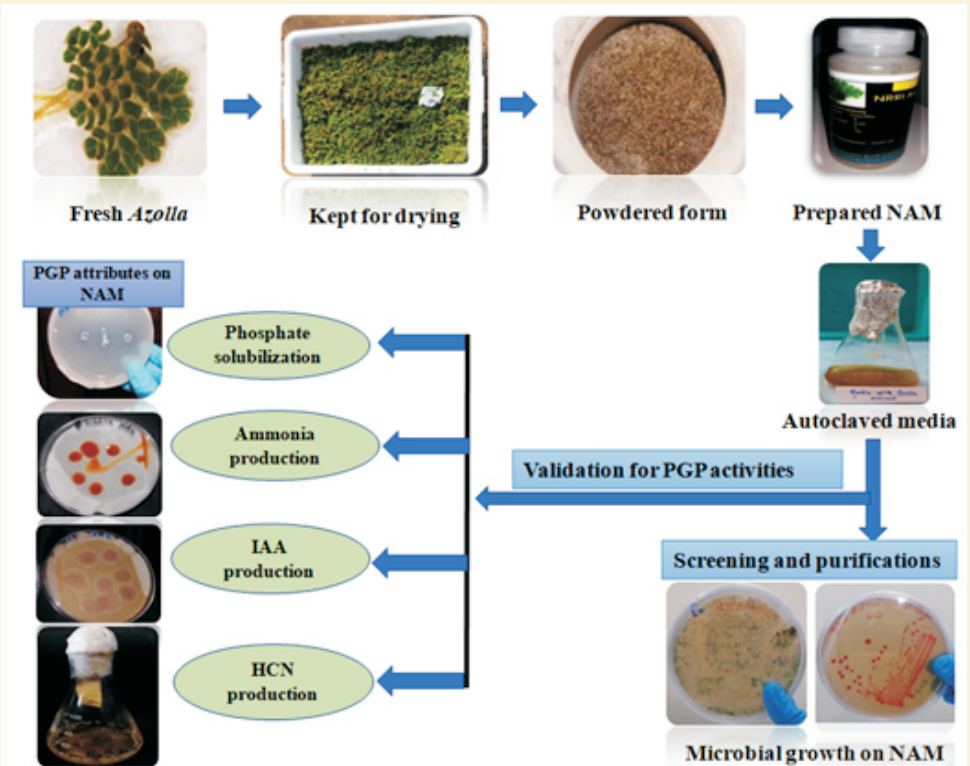 Fresh Azolla
Kept for drying
Powdered form
Prepared NAM
NRRI
Autoclaved media
PGP attributes on
NAM
Phosphate
solubilization
Ammonia
production
IAA
production
HCN
production
Validation for PGP activities
Screening and purifications
Microbial growth on NAM